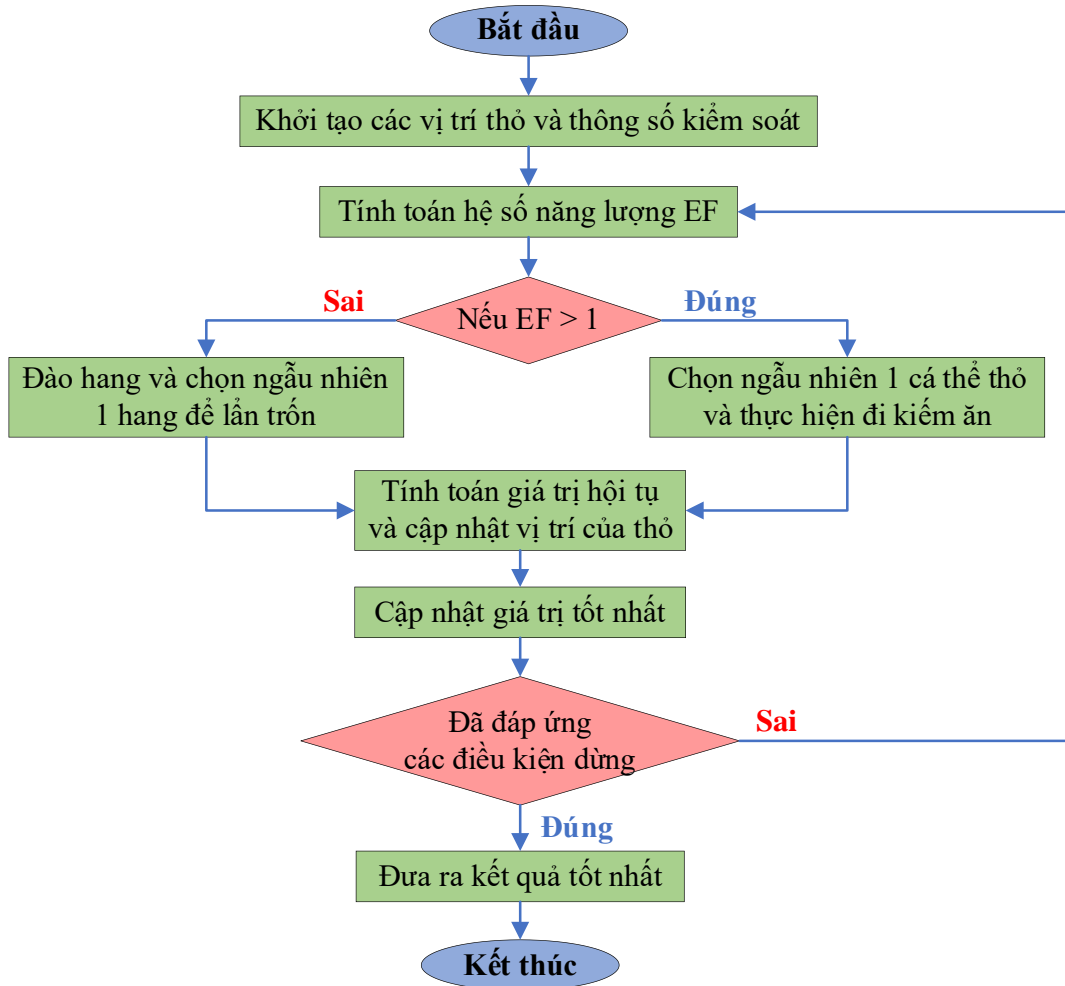 Bắt đầu
Khởi tạo các vị trí thỏ và thông số kiểm soát
Tính toán hệ số năng lượng EF
Sai
Đúng
Nếu EF > 1
Đào hang và chọn ngẫu nhiên
1 hang để lẩn trốn
Chọn ngẫu nhiên 1 cá thể thỏ
và thực hiện đi kiếm ăn
Tính toán giá trị hội tụ
và cập nhật vị trí của thỏ
Cập nhật giá trị tốt nhất
Đã đáp ứng
các điều kiện dừng
Sai
Đúng
Đưa ra kết quả tốt nhất
Kết thúc